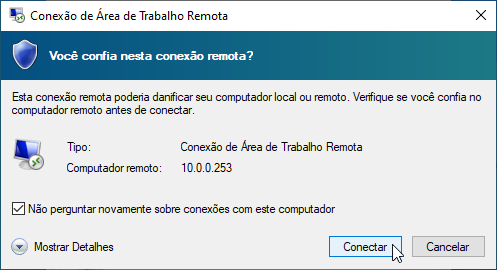 Conexão de Área de Trabalho Remota
Você confia nesta conexão remota?
Esta conexão remota poderia danificar seu computador local ou remoto. Verifique se você confia no
computador remoto antes de conectar.
Tipo: Conexão de Área de Trabalho Remota
Computador remoto: 10.0.0.253
Não perguntar novamente sobre conexões com este computador
Mostrar Detalhes Conectar Cancelar